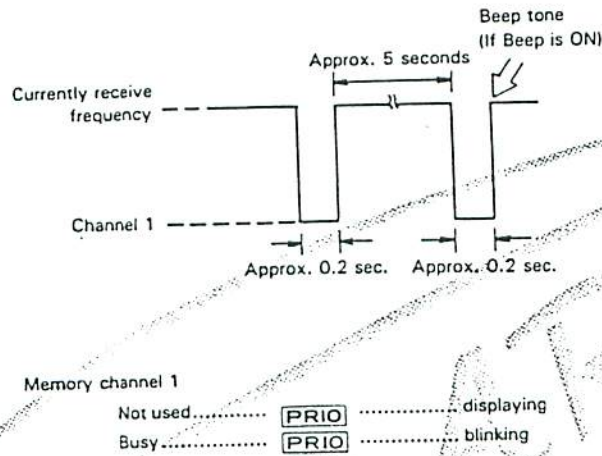 Beep tone
(If Beep is ON)
Approx. 5 seconds
Currently receive
frequency
Channel 1
Approx. 0.2 sec. Approx. 0.2 sec.
Memory channel 1
Not used........ PRIO ............... displaying
Busy............. PRIO ............... blinking